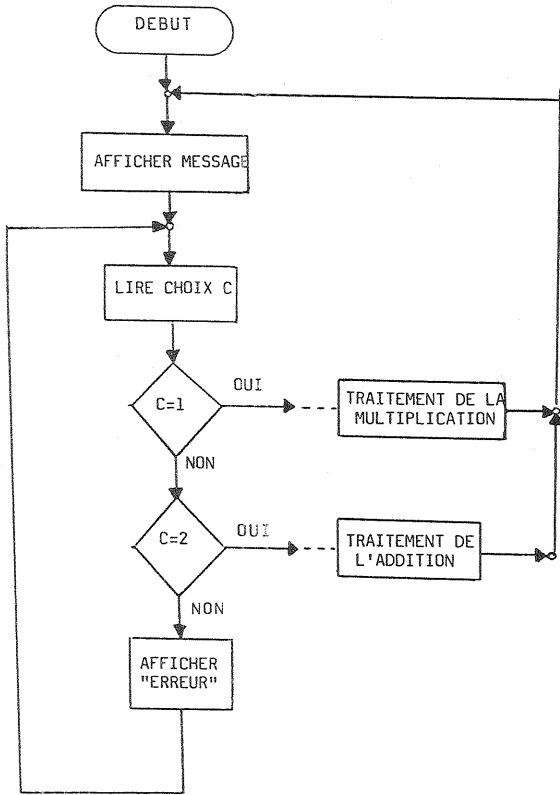 DEBUT
AFFICHER MESSAGE
LIRE CHOIX C
C=1
OUI
TRAITEMENT DE LA
MULTIPLICATION
NON
C=2
OUI
TRAITEMENT DE
L'ADDITION
NON
AFFICHER
"ERREUR"